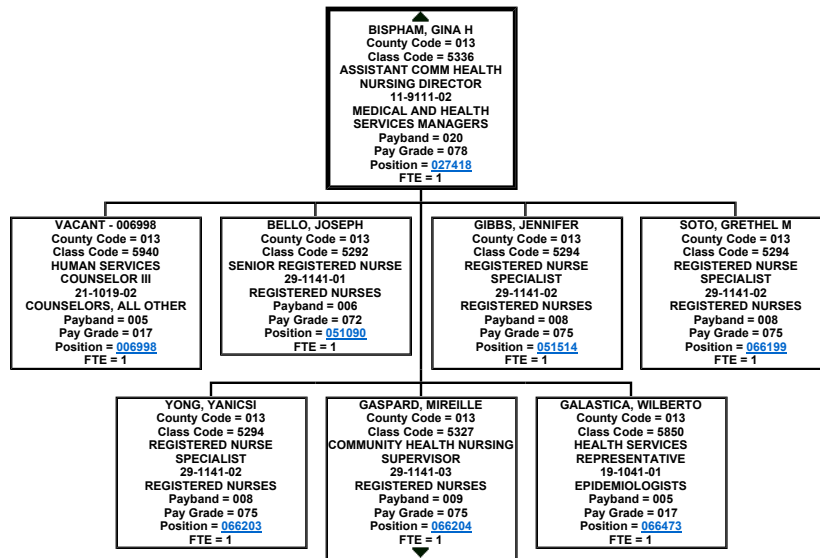 BISPHAM, GINA H
County Code = 013
Class Code = 5336
ASSISTANT COMM HEALTH
NURSING DIRECTOR
11-9111-02
MEDICAL AND HEALTH
SERVICES MANAGERS
Payband = 020
Pay Grade = 078
Position = 027418
FTE = 1
VACANT - 006998
County Code = 013
Class Code = 5940
HUMAN SERVICES
COUNSELOR III
21-1019-02
COUNSELORS, ALL OTHER
Payband = 005
Pay Grade = 017
Position = 006998
FTE = 1
BELLO, JOSEPH
County Code = 013
Class Code = 5292
SENIOR REGISTERED NURSE
29-1141-01
REGISTERED NURSES
Payband = 006
Pay Grade = 072
Position = 051090
FTE = 1
GIBBS, JENNIFER
County Code = 013
Class Code = 5294
REGISTERED NURSE
SPECIALIST
29-1141-02
REGISTERED NURSES
Payband = 008
Pay Grade = 075
Position = 051514
FTE = 1
SOTO, GRETHEL M
County Code = 013
Class Code = 5294
REGISTERED NURSE
SPECIALIST
29-1141-02
REGISTERED NURSES
Payband = 008
Pay Grade = 075
Position = 066199
FTE = 1
YONG, YANICSI
County Code = 013
Class Code = 5294
REGISTERED NURSE
SPECIALIST
29-1141-02
REGISTERED NURSES
Payband = 008
Pay Grade = 075
Position = 066203
FTE = 1
GASPARD, MIREILLE
County Code = 013
Class Code = 5327
COMMUNITY HEALTH NURSING
SUPERVISOR
29-1141-03
REGISTERED NURSES
Payband = 009
Pay Grade = 075
Position = 066204
FTE = 1
GALASTICA, WILBERTO
County Code = 013
Class Code = 5850
HEALTH SERVICES
REPRESENTATIVE
19-1041-01
EPIDEMIOLOGISTS
Payband = 005
Pay Grade = 017
Position = 066473
FTE = 1